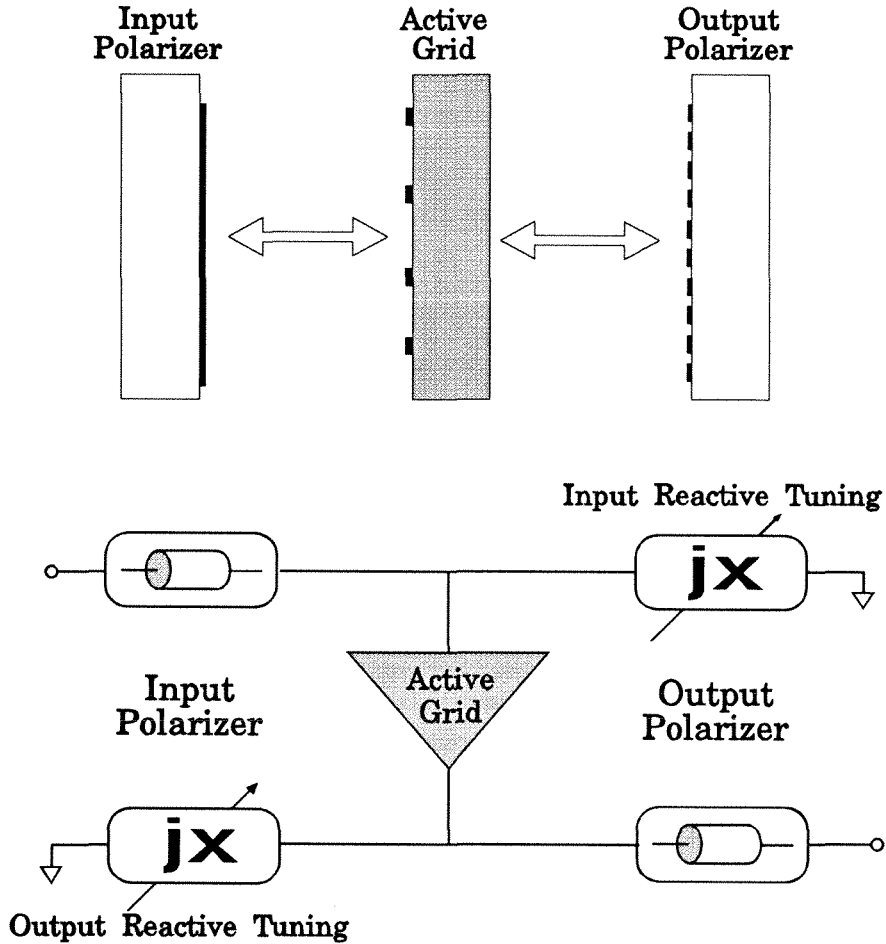 Input
Polarizer
Active
Grid
Output
Polarizer
Input Reactive Tuning
jx
Active
Grid
Input
Polarizer
Output
Polarizer
jx
Output Reactive Tuning